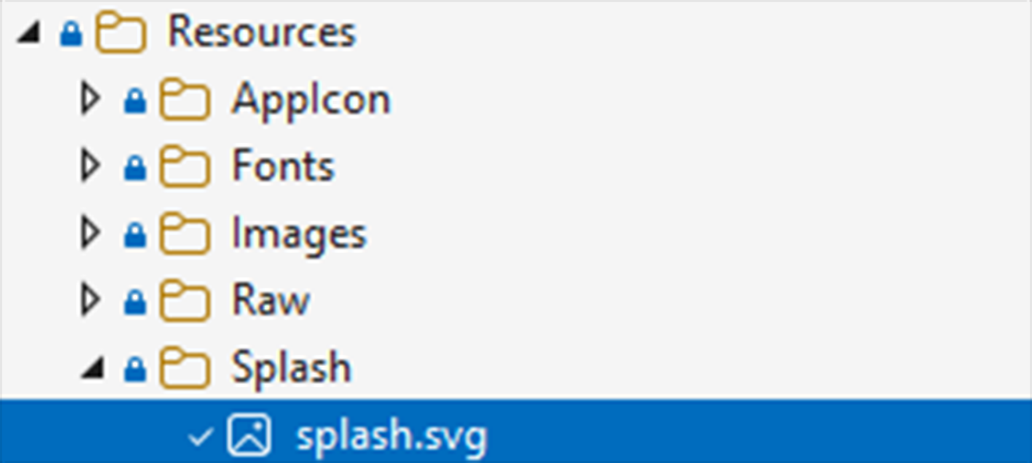 Resources
AppIcon
Fonts
Images
Raw
Splash
splash.svg